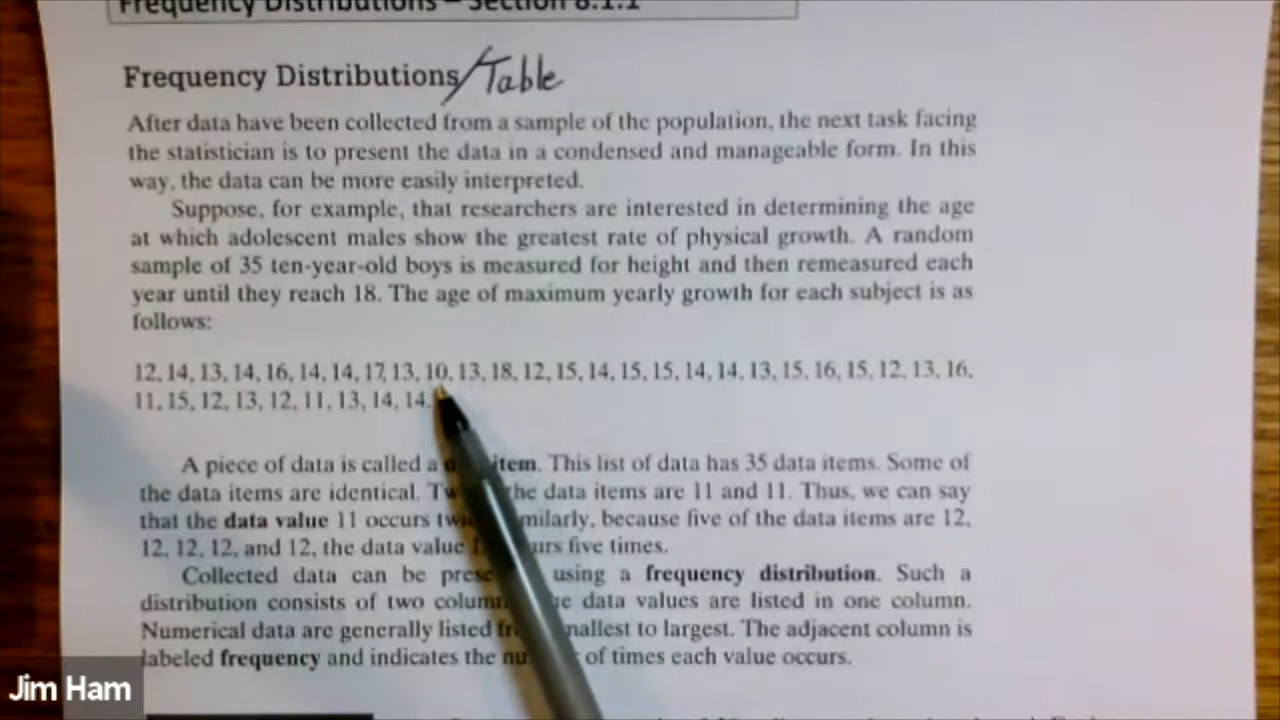 Frequency Distributions – Section 8.1.1
Frequency Distributions/Table
After data have been collected from a sample of the population, the next task facing
the statistician is to present the data in a condensed and manageable form. In this
way, the data can be more easily interpreted.
Suppose, for example, that researchers are interested in determining the age
at which adolescent males show the greatest rate of physical growth. A random
sample of 35 ten-year-old boys is measured for height and then remeasured each
year until they reach 18. The age of maximum yearly growth for each subject is as
follows:
12, 14, 13, 14, 16, 14, 14, 17, 13, 10, 13, 18, 12, 15, 14, 15, 15, 14, 14, 13, 15, 16, 15, 12, 13, 16,
11, 15, 12, 13, 12, 11, 13, 14, 14.
A piece of data is called a item. This list of data has 35 data items. Some of
the data items are identical. the data items are 11 and 11. Thus, we can say
that the data value 11 occurs because five of the data items are 12,
12, 12, 12, and 12, the data value five times.
Collected data can be using a frequency distribution. Such a
distribution consists of two data values are listed in one column.
Numerical data are generally listed to largest. The adjacent column is
labeled frequency and indicates the of times each value occurs.
Jim Ham